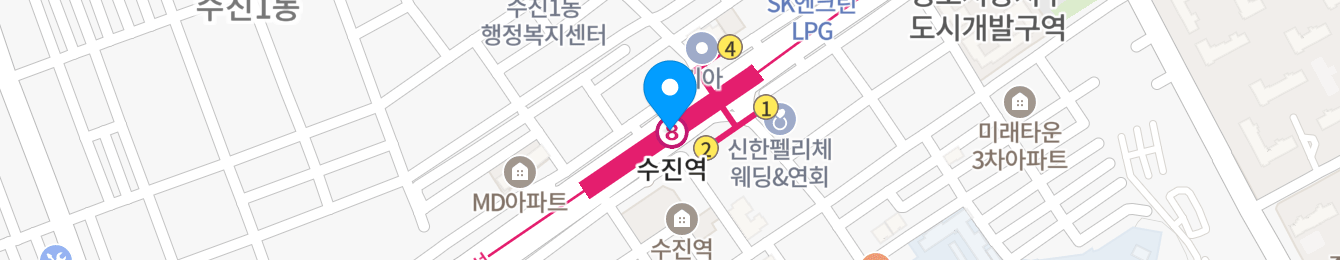 수진1동
수진1동
행정복지센터
SK엔크린
LPG
도시개발구역
4
1
8
2
수진역
신한펠리체
웨딩&연회
미래타운
3차아파트
MD아파트
수진역